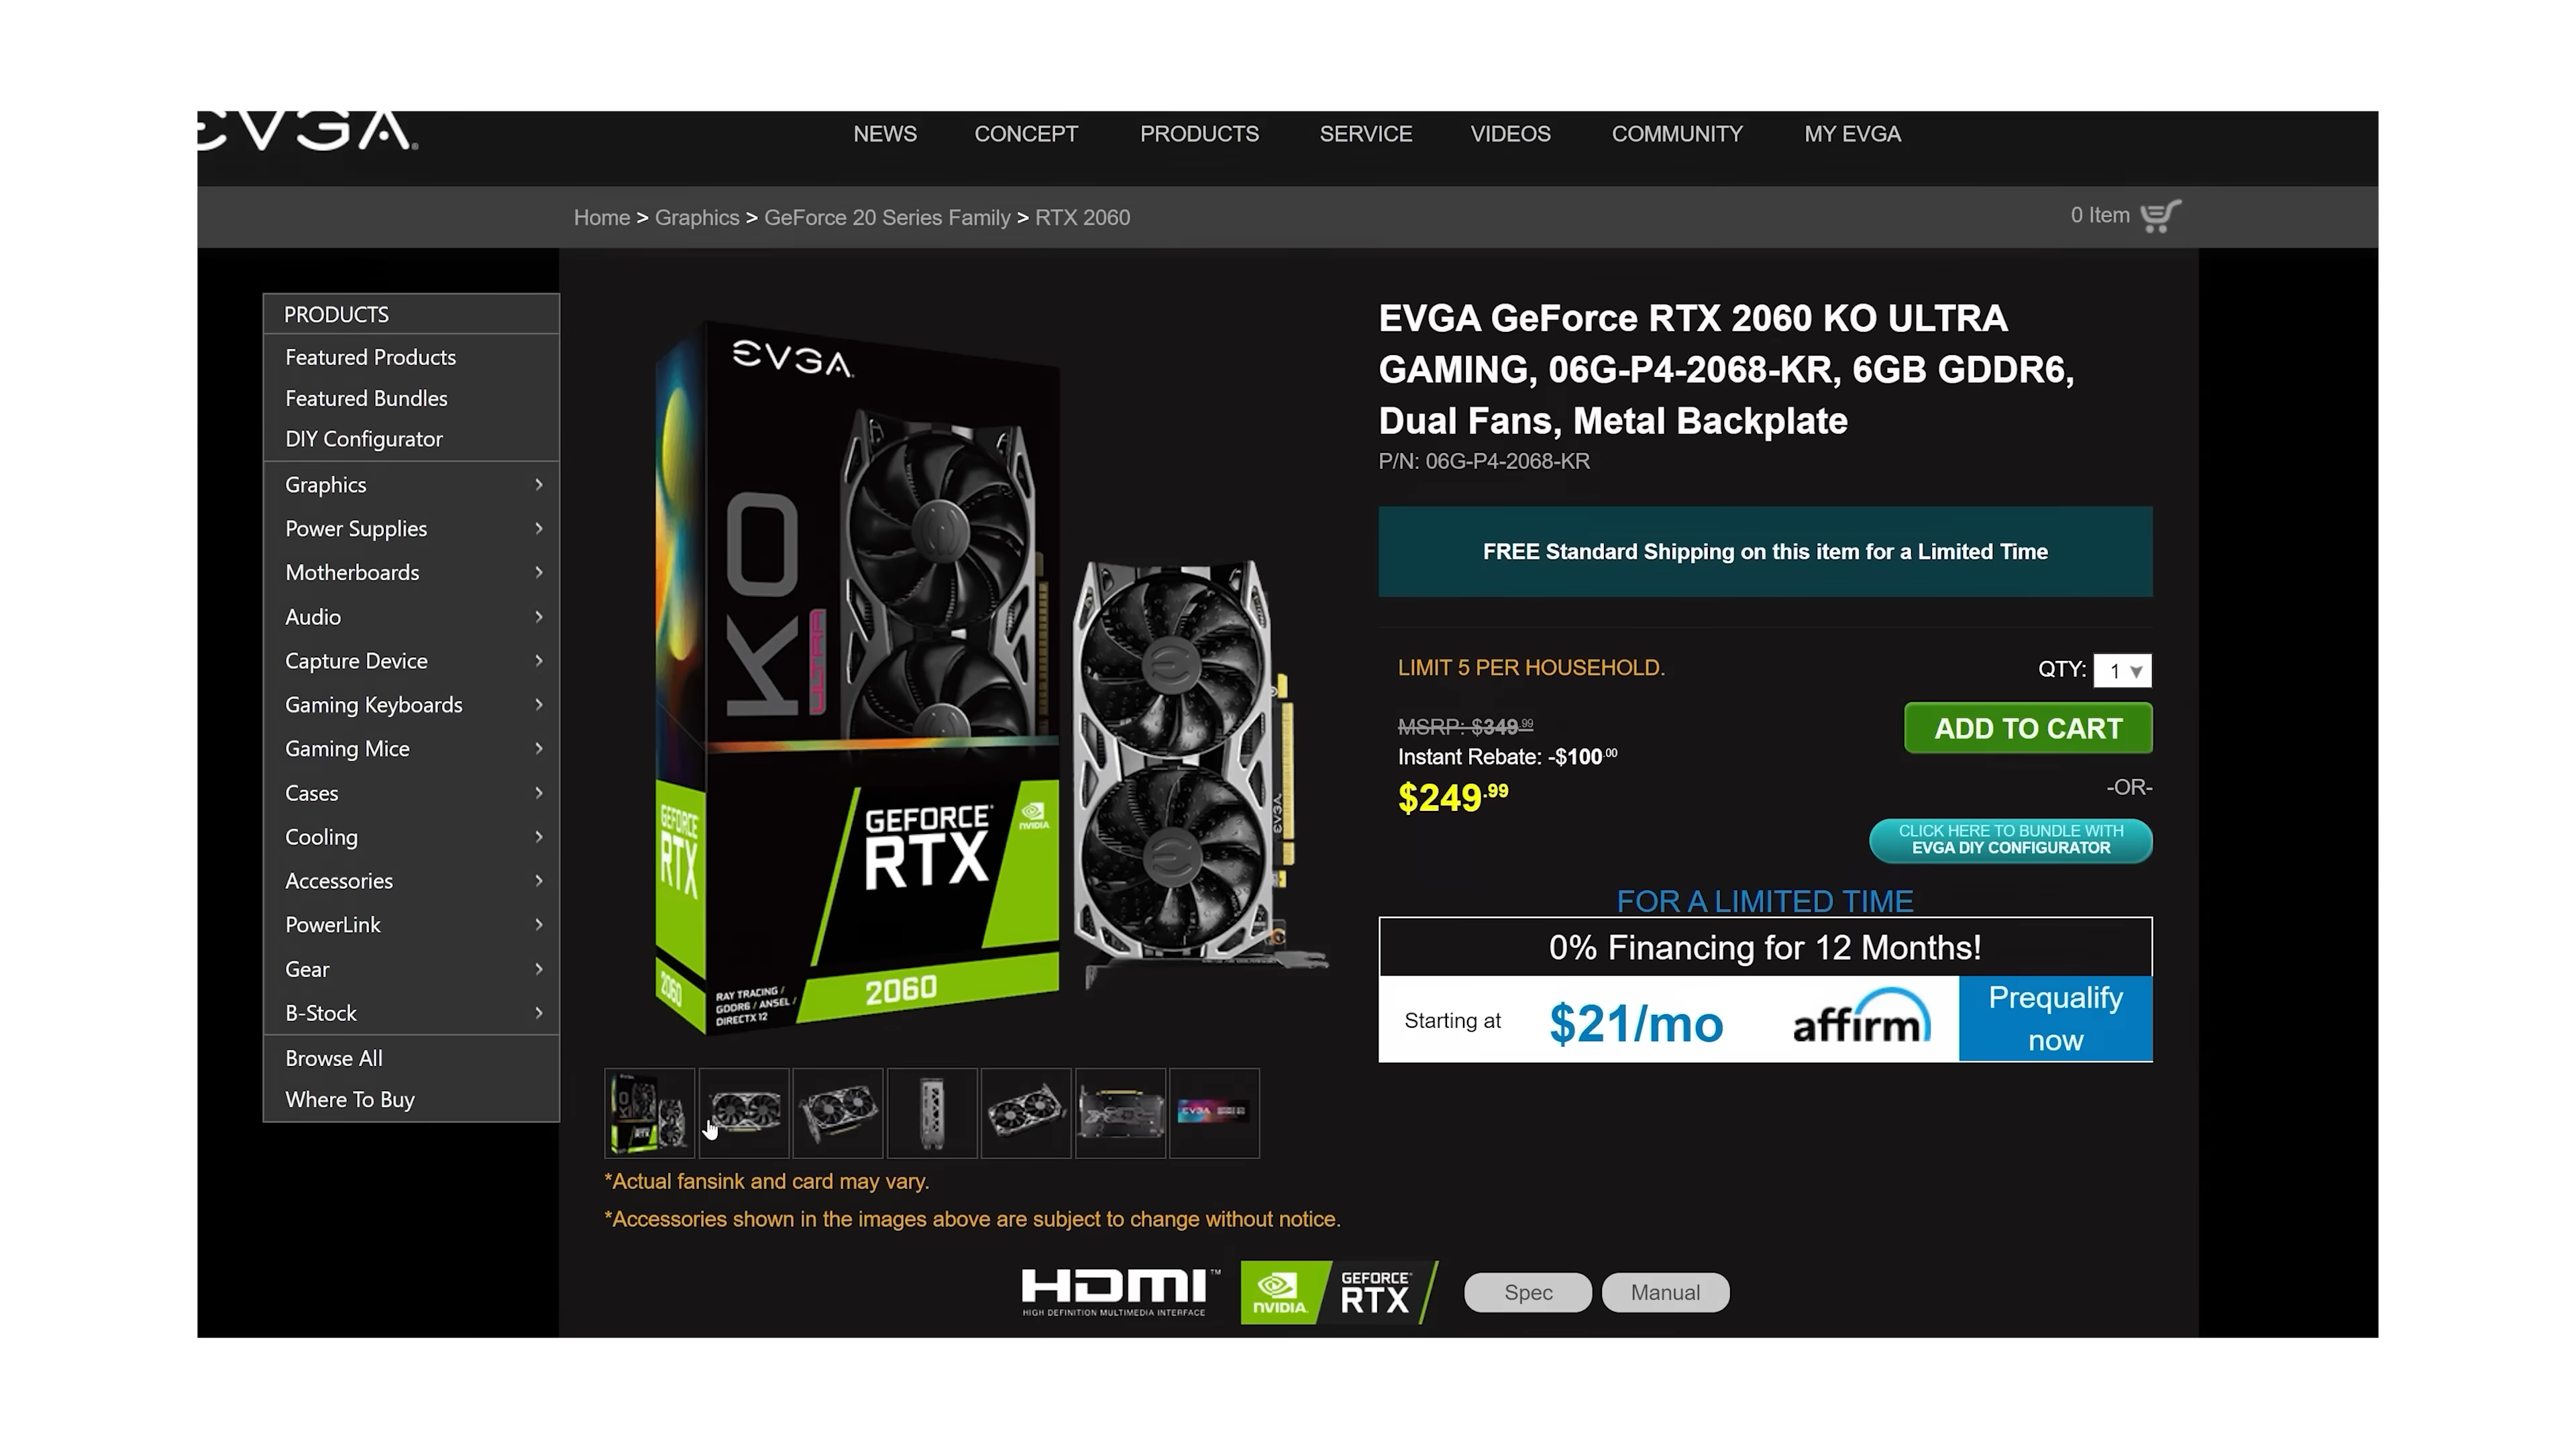 EVGA.
NEWS CONCEPT PRODUCTS SERVICE VIDEOS COMMUNITY MY EVGA
Home > Graphics > GeForce 20 Series Family > RTX 2060
0 Item
PRODUCTS
Featured Products
Featured Bundles
DIY Configurator
Graphics
Power Supplies
Motherboards
Audio
Capture Device
Gaming Keyboards
Gaming Mice
Cases
Cooling
Accessories
PowerLink
Gear
B-Stock
Browse All
Where To Buy
EVGA.
KO
ULTRA
GEFORCE
RTX
2060
GEFORCE
RTX
NVIDIA
RAY TRACING /
GDDR6 / ANSEL /
DIRECTX 12
2060
EVGA
*Actual fansink and card may vary.
*Accessories shown in the images above are subject to change without notice.
EVGA GeForce RTX 2060 KO ULTRA
GAMING, 06G-P4-2068-KR, 6GB GDDR6,
Dual Fans, Metal Backplate
P/N: 06G-P4-2068-KR
FREE Standard Shipping on this item for a Limited Time
LIMIT 5 PER HOUSEHOLD.
QTY: 1
MSRP: $349.99
Instant Rebate: -$100.00
$249.99
ADD TO CART
-OR-
CLICK HERE TO BUNDLE WITH
EVGA DIY CONFIGURATOR
FOR A LIMITED TIME
0% Financing for 12 Months!
Starting at $21/mo affirm
Prequalify
now
HDMI™
HIGH DEFINITION MULTIMEDIA INTERFACE
NVIDIA.
GEFORCE
RTX
Spec
Manual